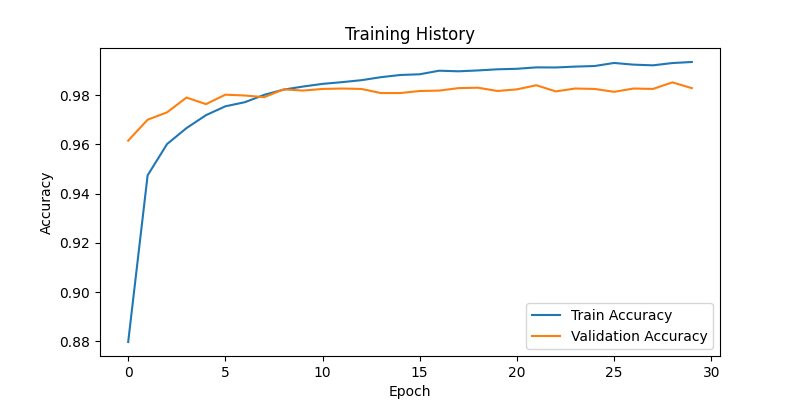 Training History
Accuracy
0.98
0.96
0.94
0.92
0.90
0.88
Train Accuracy
Validation Accuracy
0 5 10 15 20 25 30
Epoch